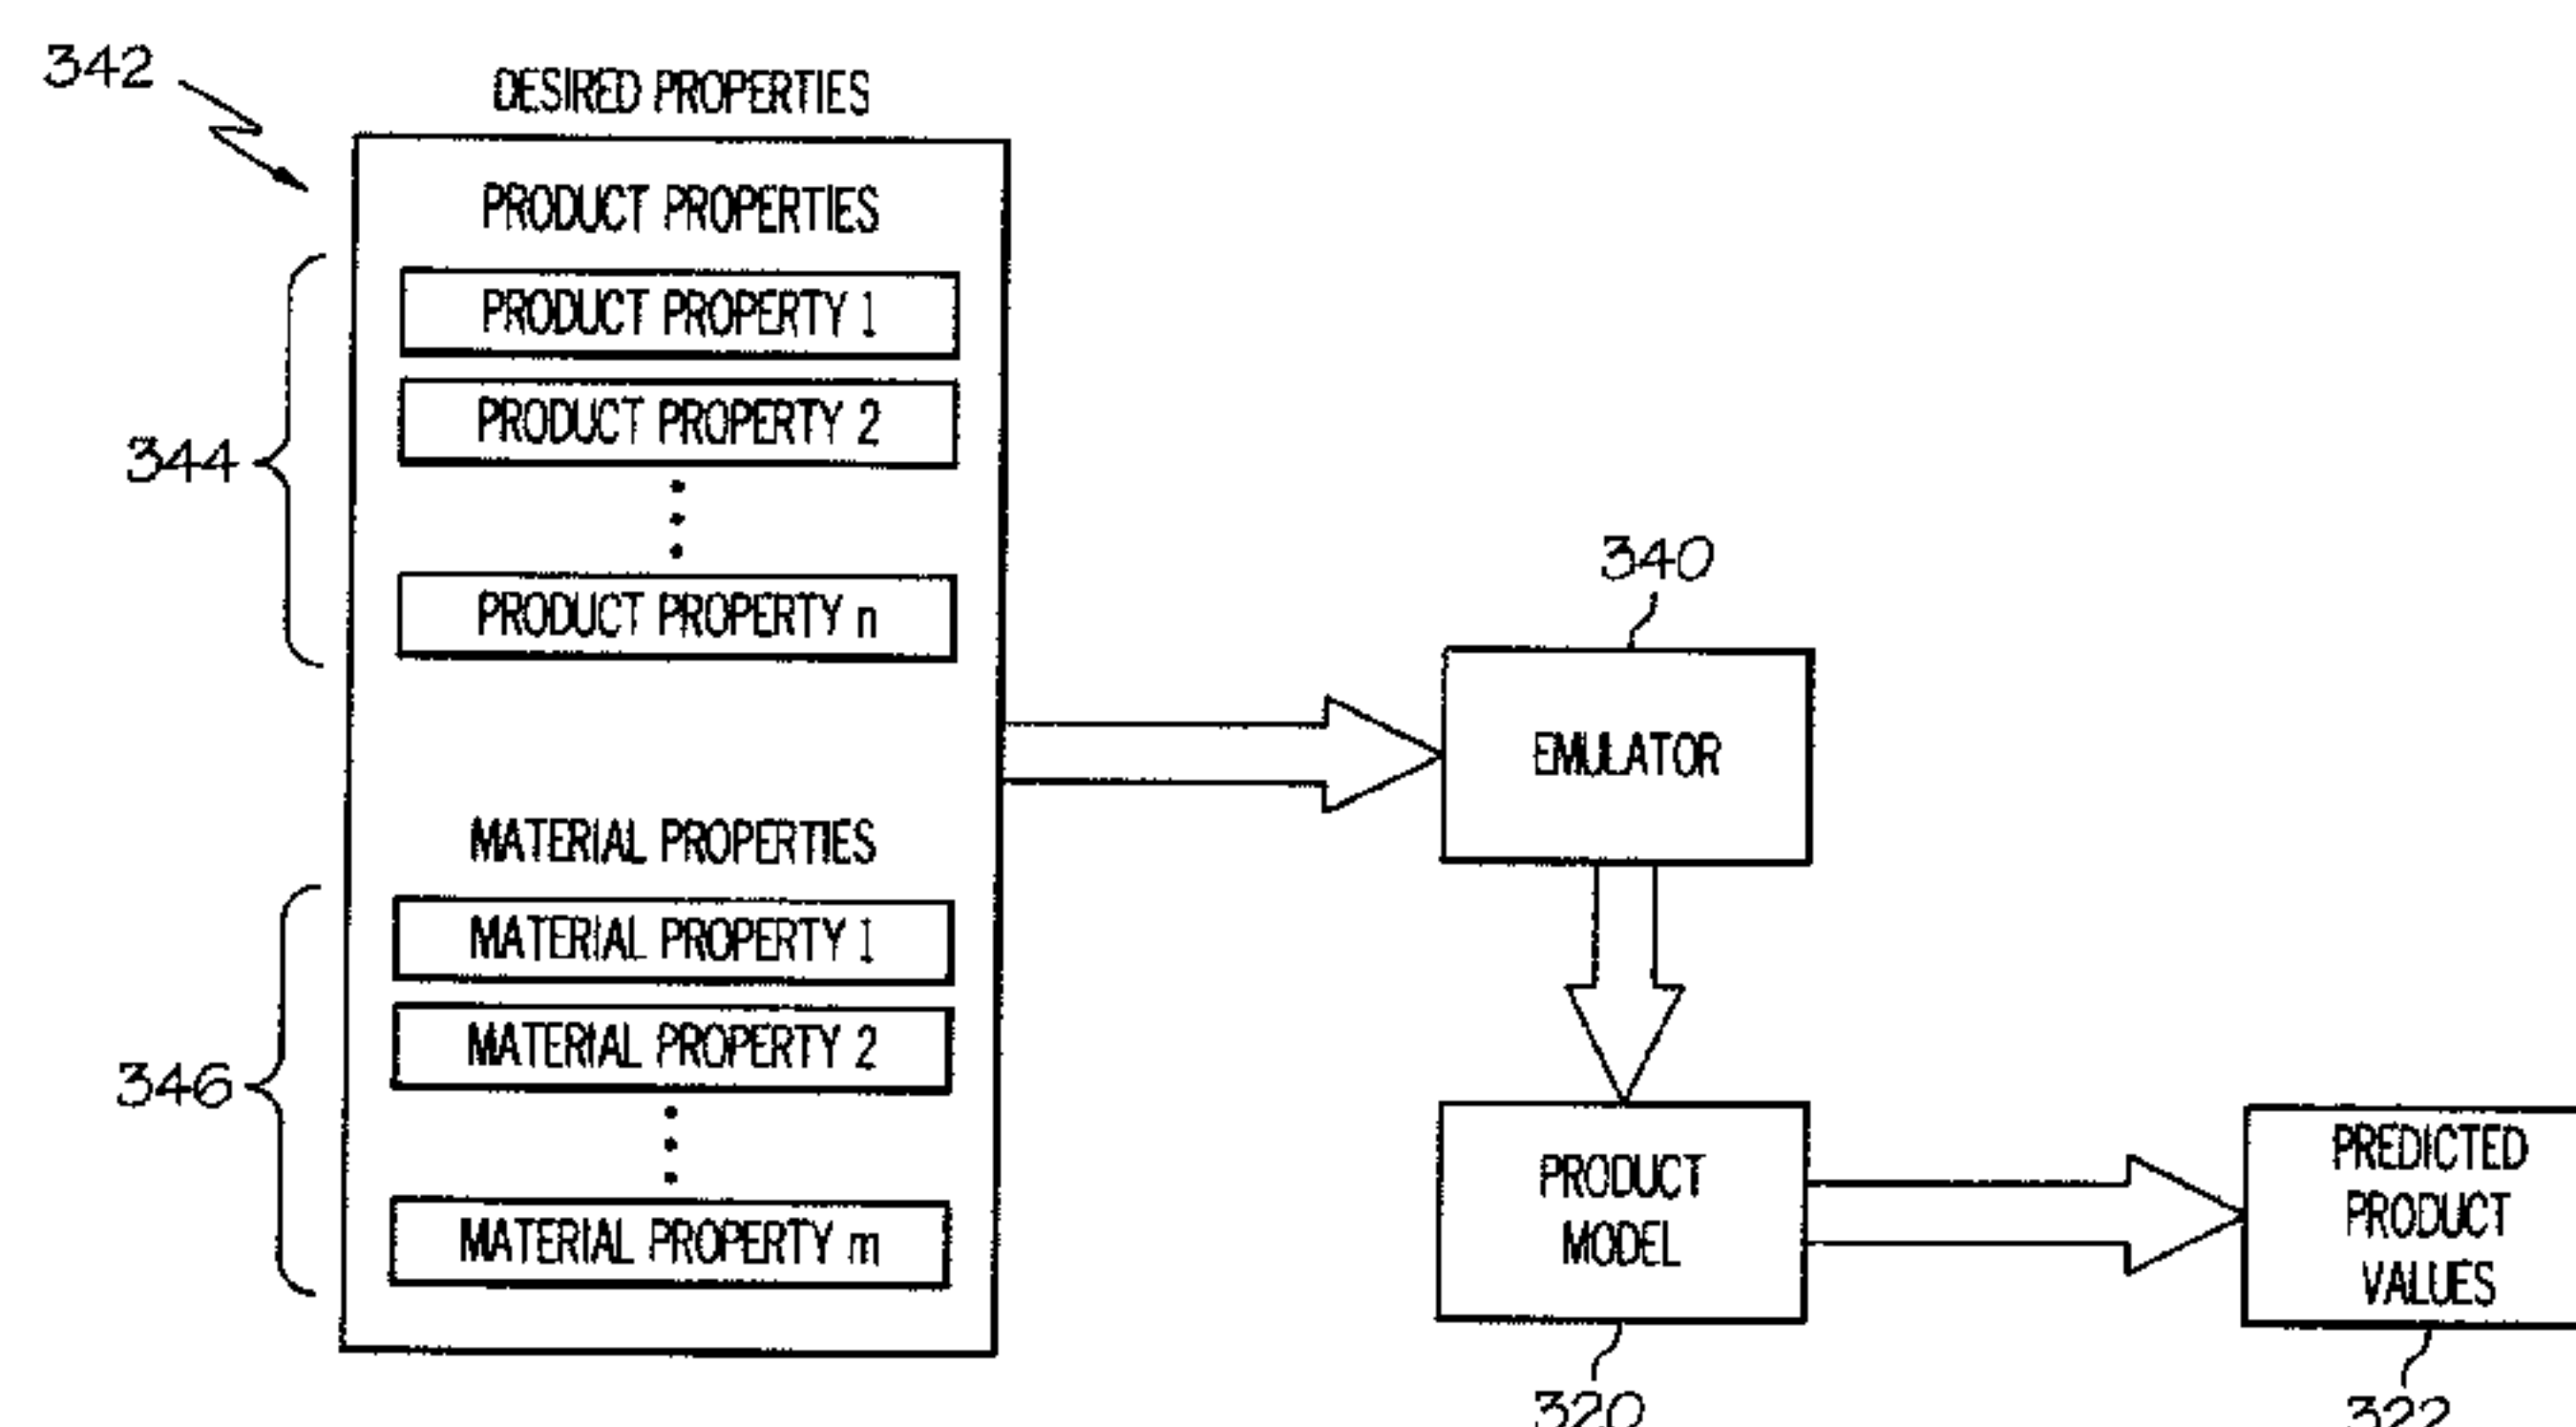 342
DESIRED PROPERTIES
PRODUCT PROPERTIES
PRODUCT PROPERTY 1
PRODUCT PROPERTY 2
344
PRODUCT PROPERTY n
340
EMULATOR
MATERIAL PROPERTIES
MATERIAL PROPERTY 1
MATERIAL PROPERTY 2
346
MATERIAL PROPERTY m
PRODUCT
MODEL
PREDICTED
PRODUCT
VALUES
320
322